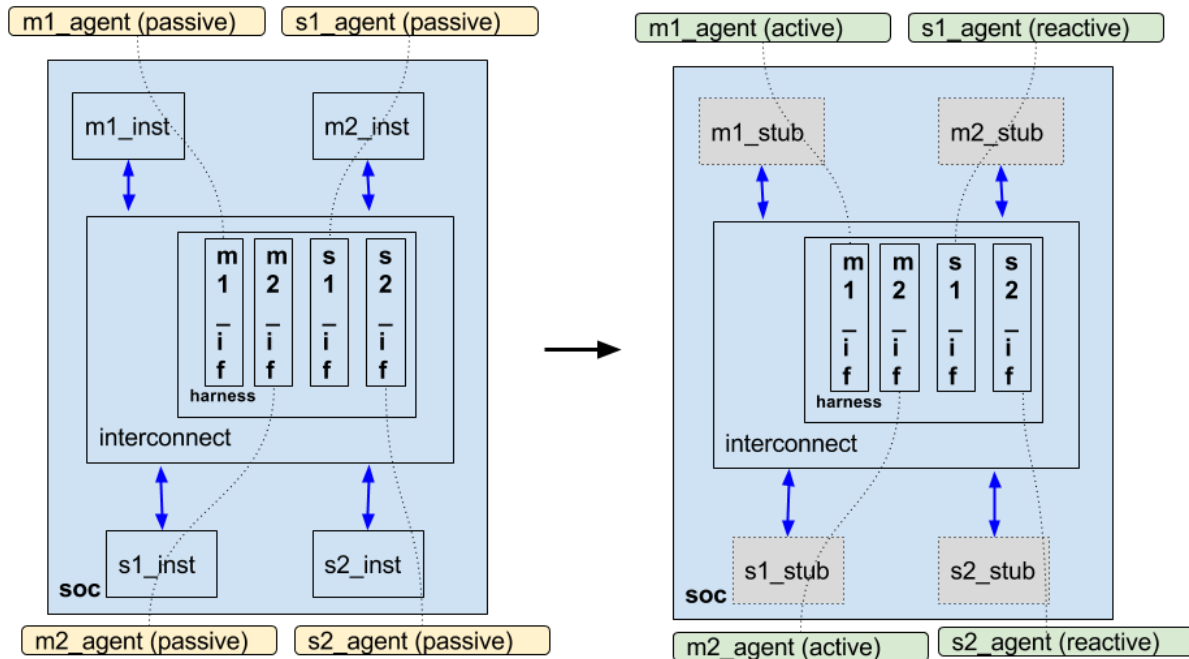 m1_agent (passive)
s1_agent (passive)
m1_inst
m2_inst
m1_if
m2_if
s1_if
s2_if
harness
interconnect
s1_inst
s2_inst
soc
m2_agent (passive)
s2_agent (passive)
m1_agent (active)
s1_agent (reactive)
m1_stub
m2_stub
m1_if
m2_if
s1_if
s2_if
harness
interconnect
s1_stub
s2_stub
soc
m2_agent (active)
s2_agent (reactive)